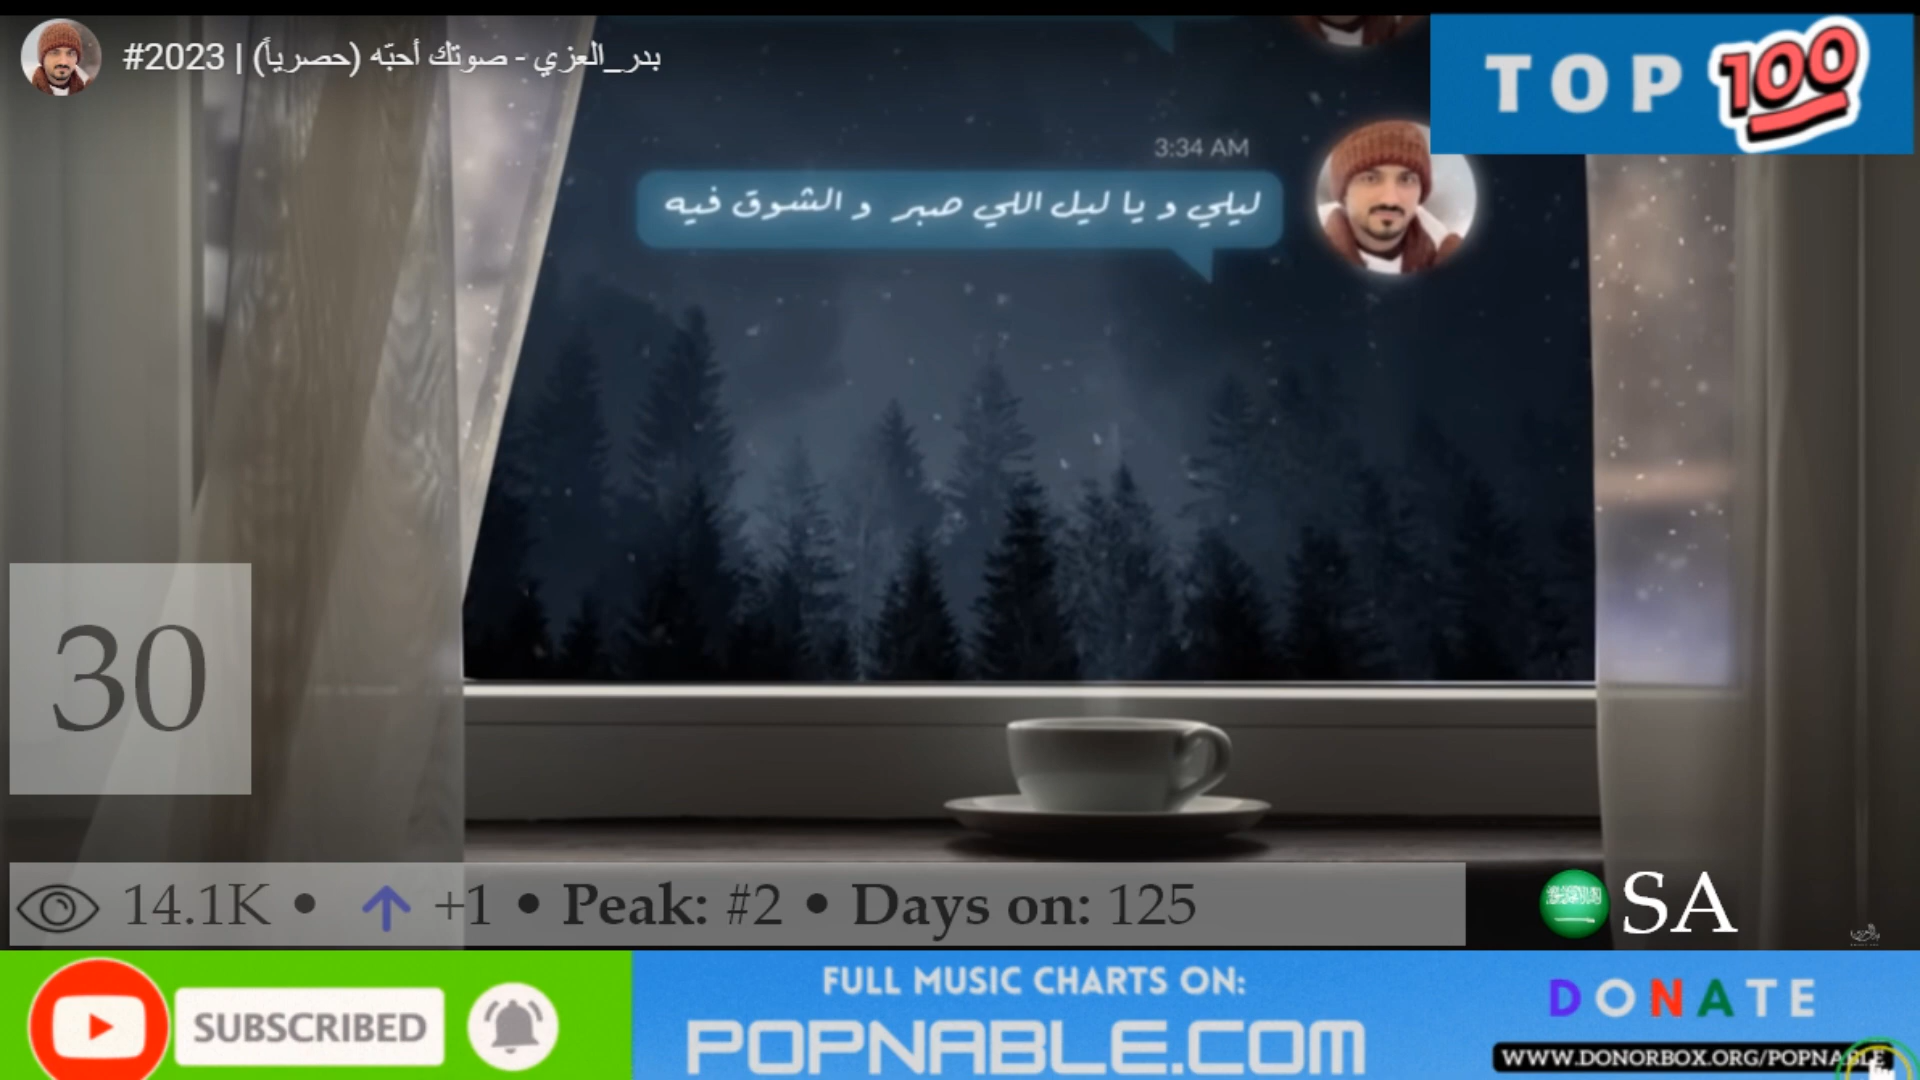 بدر_العزي - صوتك أحبّه (حصرياً) | 2023#
TOP 100
3:34 AM
ليلي و يا ليل اللي صبر و الشوق فيه
30
14.1K • +1 • Peak: #2 • Days on: 125
SA
SUBSCRIBED
FULL MUSIC CHARTS ON:
POPNABLE.COM
DONATE
WWW.DONORBOX.ORG/POPNABLE